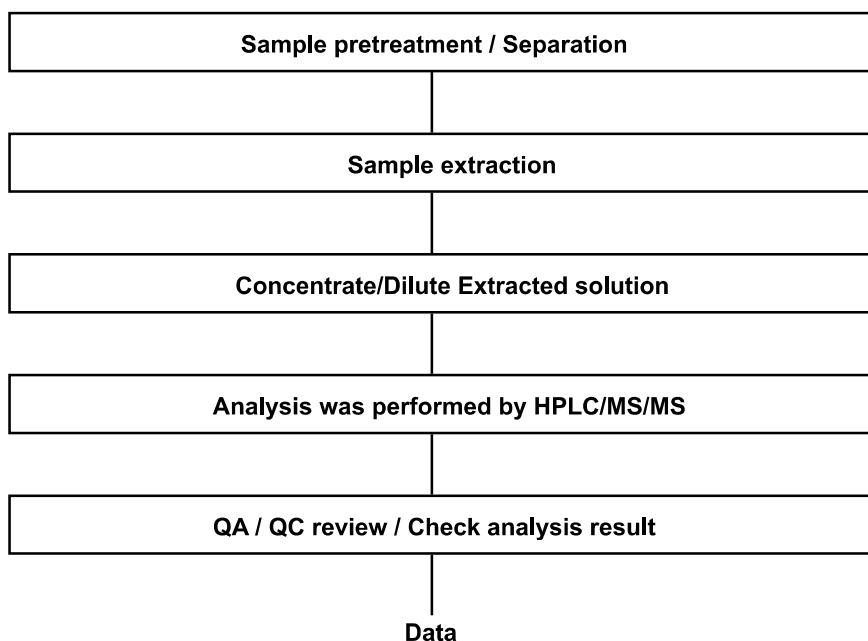 Sample pretreatment / Separation
Sample extraction
Concentrate/Dilute Extracted solution
Analysis was performed by HPLC/MS/MS
QA / QC review / Check analysis result
Data